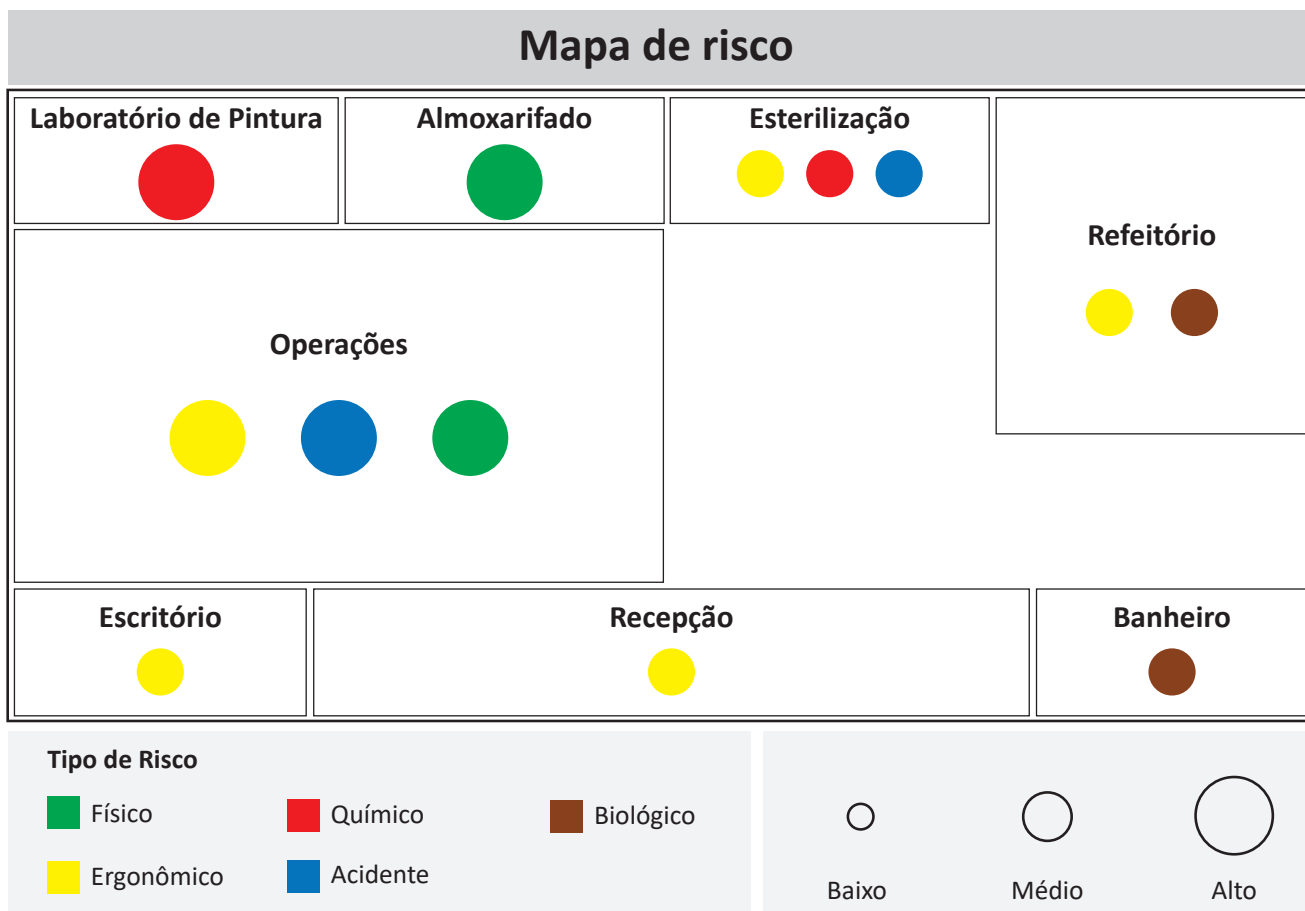 Mapa de risco
Laboratório de Pintura
Almoxarifado
Esterilização
Refeitório
Operações
Escritório
Recepção
Banheiro
Tipo de Risco
Físico
Químico
Biológico
Ergonômico
Acidente
Baixo
Médio
Alto